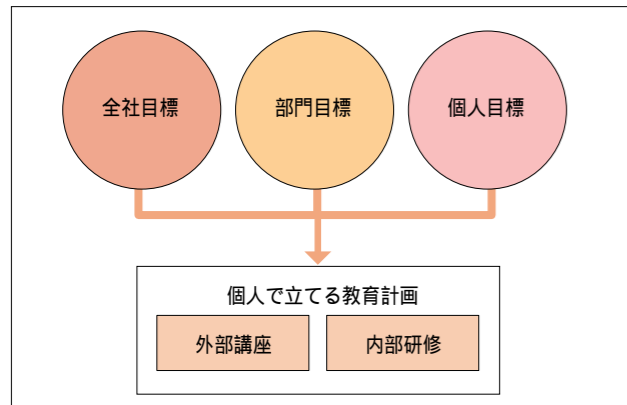 全社目標
部門目標
個人目標
個人で立てる教育計画
外部講座
内部研修